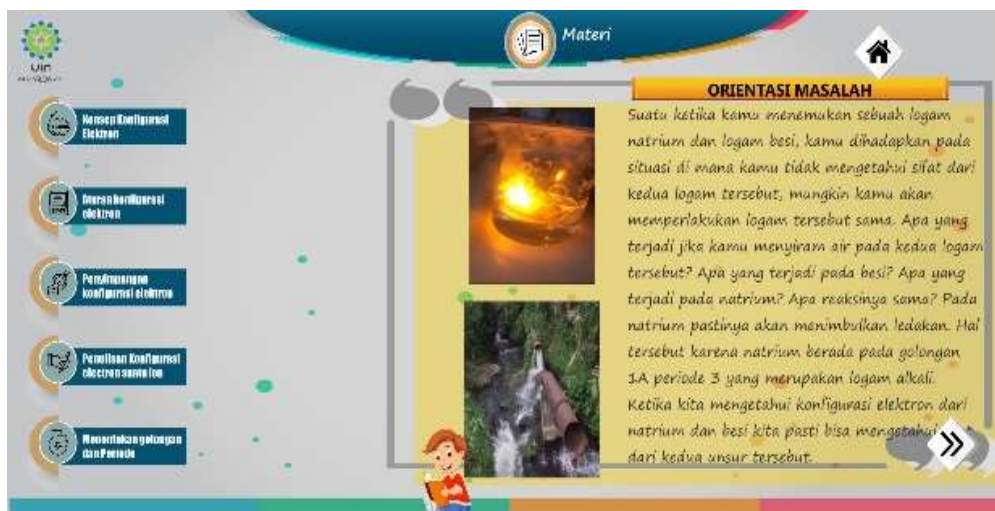 Materi
uin
Konsep Konfigurasi
Elektron
Aturan konfigurasi
elektron
Penyimpangan
konfigurasi elektron
Penulisan Konfigurasi
electron suatu ion
Menentukan golongan
dan Periode
ORIENTASI MASALAH
Suatu ketika kamu menemukan sebuah logam
natrium dan logam besi, kamu dihadapkan pada
situasi di mana kamu tidak mengetahui sifat dari
kedua logam tersebut, mungkin kamu akan
memperlakukan logam tersebut sama. Apa yang
terjadi jika kamu menyiram air pada kedua logam
tersebut? Apa yang terjadi pada besi? Apa yang
terjadi pada natrium? Apa reaksinya sama? Pada
natrium pastinya akan menimbulkan ledakan. Hal
tersebut karena natrium berada pada golongan
1A periode 3 yang merupakan logam alkali.
Ketika kita mengetahui konfigurasi elektron dari
natrium dan besi kita pasti bisa mengetahui
dari kedua unsur tersebut.